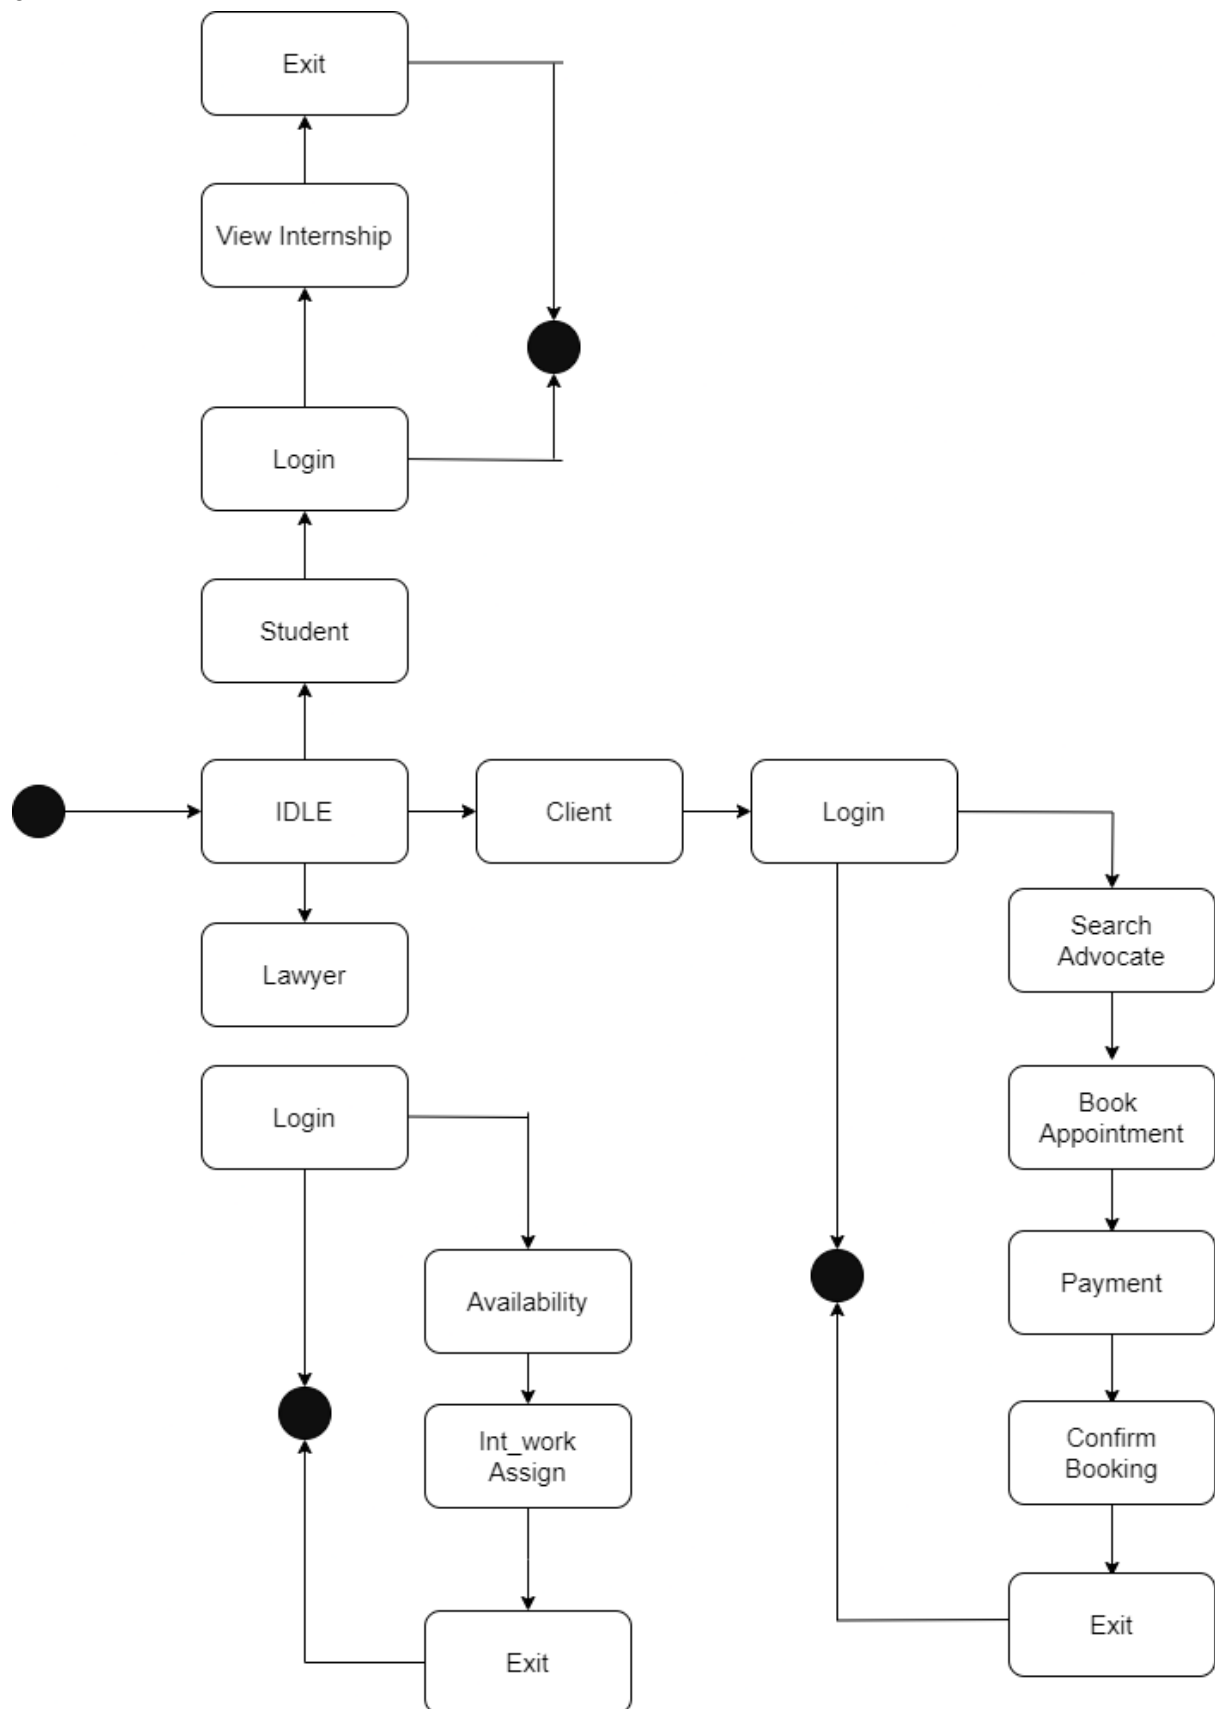 Exit
View Internship
Login
Student
IDLE
Client
Login
Lawyer
Search
Advocate
Login
Book
Appointment
Availability
Payment
Int_work
Assign
Confirm
Booking
Exit
Exit